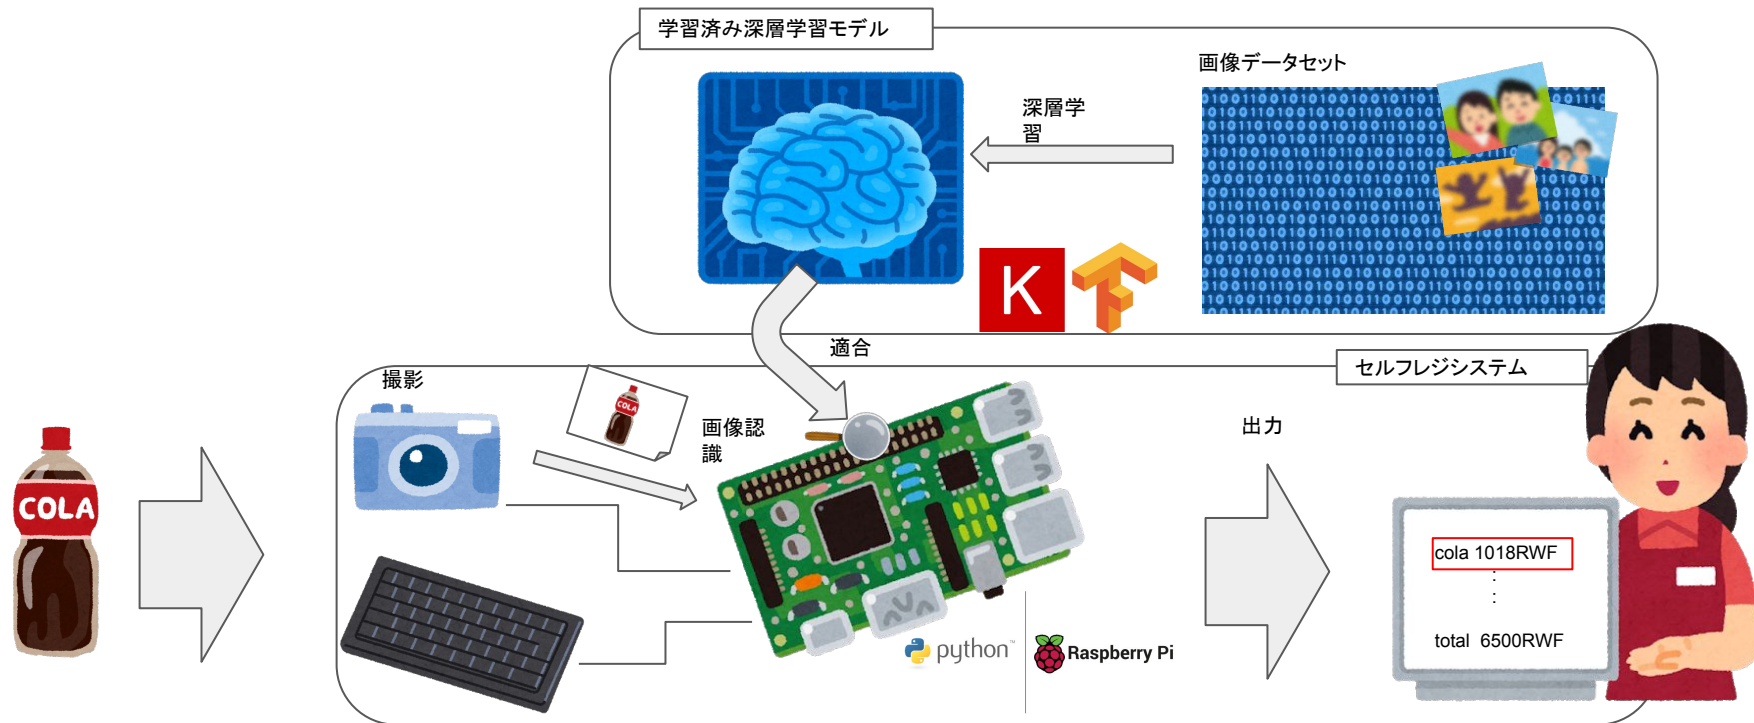 学習済み深層学習モデル
画像データセット
深層学
習
K
適合
セルフレジシステム
撮影
COLA
画像認
識
出力
COLA
cola 1018RWF
:
:
total 6500RWF
python™
Raspberry Pi